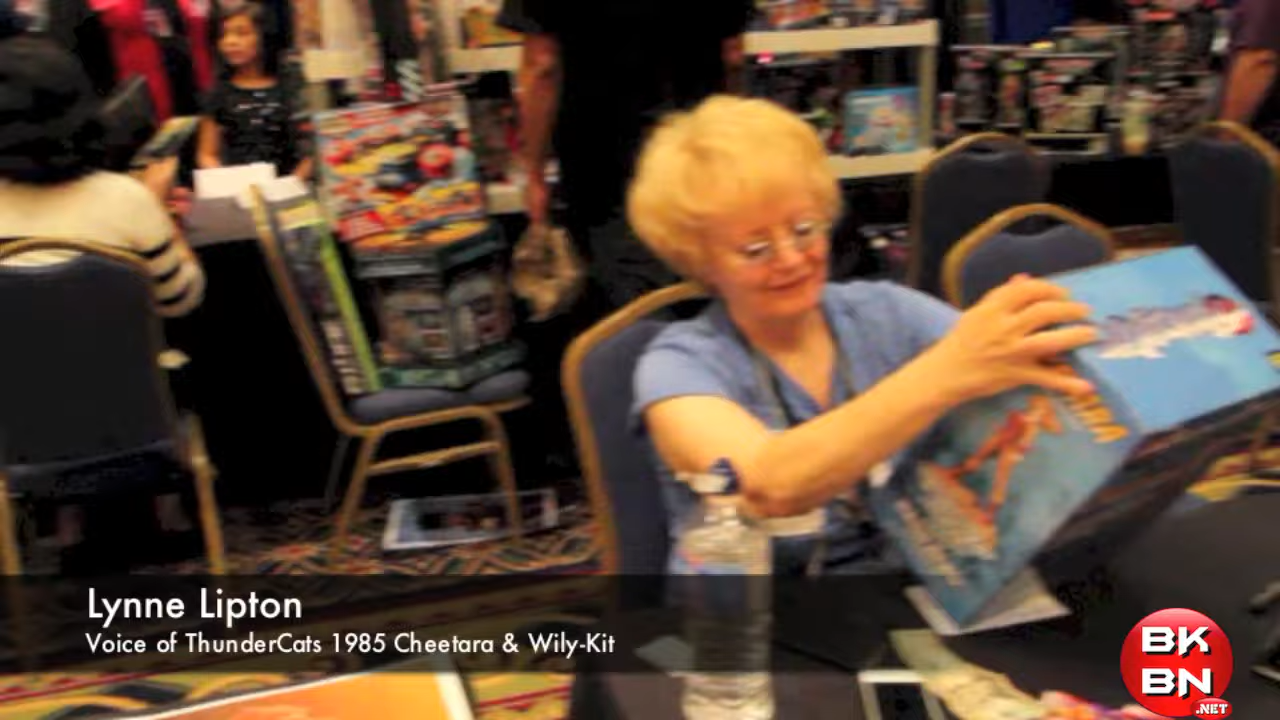 Lynne Lipton
Voice of ThunderCats 1985 Cheetara & Wily-Kit
BK
BN
.NET